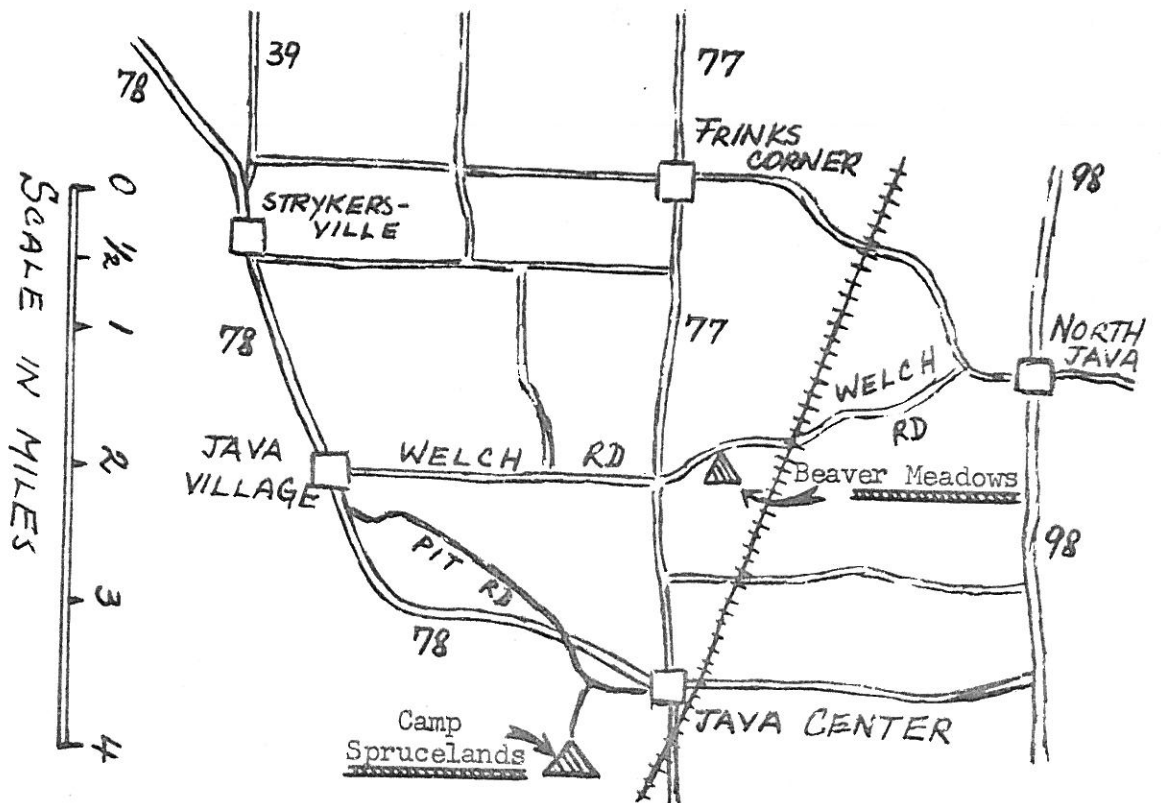 39
78
77
FRINKS
CORNER
98
STRYKERS-
VILLE
78
77
NORTH
JAVA
WELCH
RD
JAVA
VILLAGE
WELCH RD
Beaver Meadows
PIT RD
98
78
JAVA CENTER
Camp
Sprucelands
SCALE IN MILES
0 ½ 1 2 3 4